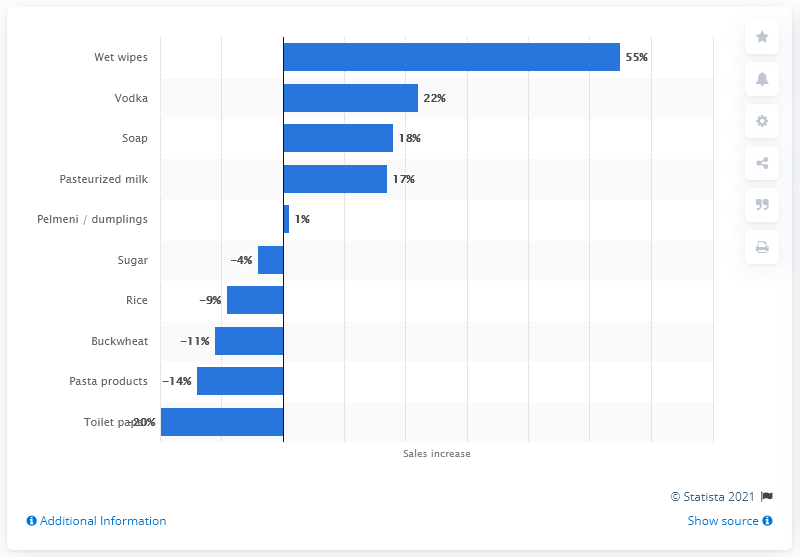 Wet wipes 55%
Vodka 22%
Soap 18%
Pasteurized milk 17%
Pelmeni / dumplings 1%
Sugar –4%
Rice –9%
Buckwheat –11%
Pasta products –14%
Toilet paper –20%
Sales increase
© Statista 2021
Additional Information Show source